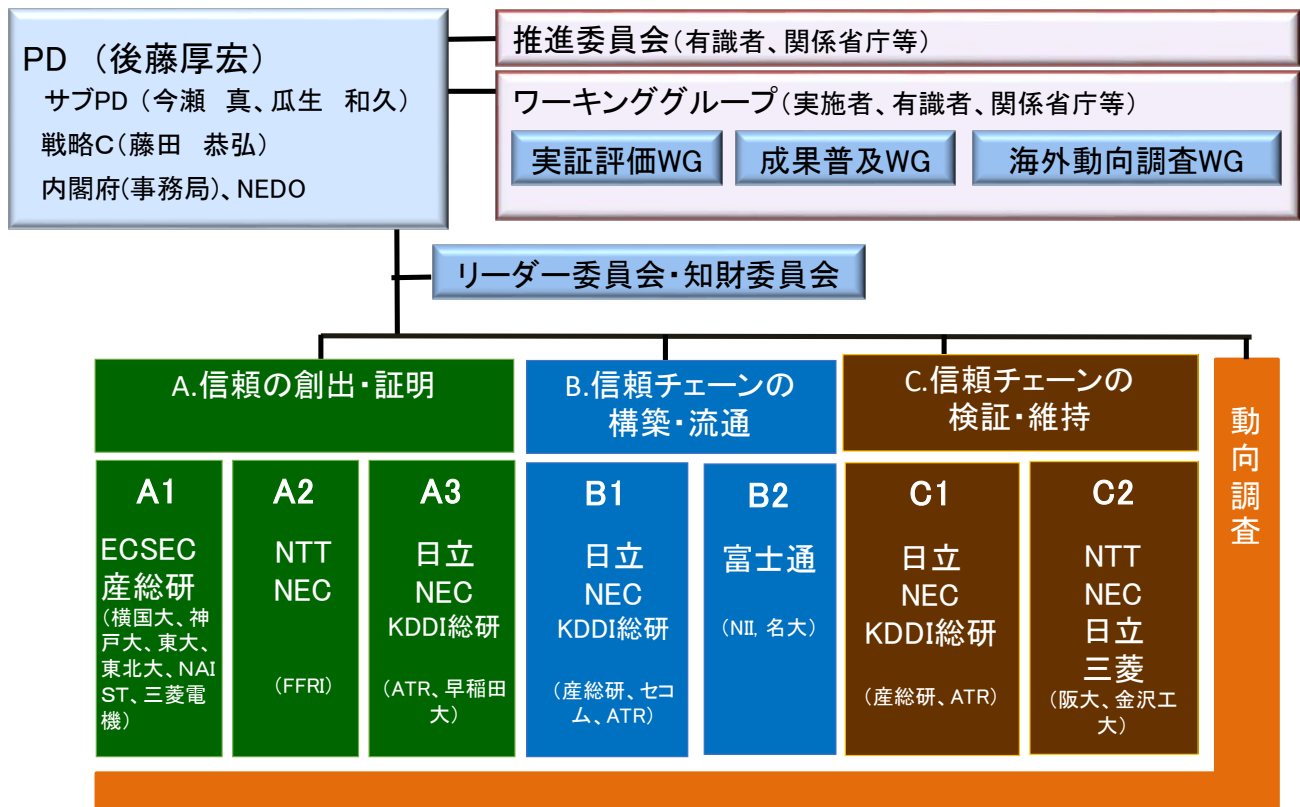 PD （後藤厚宏）
サブPD （今瀬　真、瓜生　和久）
戦略C（藤田　恭弘）
内閣府(事務局)、NEDO
推進委員会（有識者、関係省庁等）
ワーキンググループ（実施者、有識者、関係省庁等）
実証評価WG
成果普及WG
海外動向調査WG
リーダー委員会・知財委員会
A.信頼の創出・証明
B.信頼チェーンの
構築・流通
C.信頼チェーンの
検証・維持
動向調査
A1
ECSEC
産総研
（横国大、神
戸大、東大、
東北大、NAI
ST、三菱電
機）
A2
NTT
NEC
（FFRI）
A3
日立
NEC
KDDI総研
（ATR、早稲田
大）
B1
日立
NEC
KDDI総研
（産総研、セコ
ム、ATR）
B2
富士通
（NII, 名大）
C1
日立
NEC
KDDI総研
（産総研、ATR）
C2
NTT
NEC
日立
三菱
（阪大、金沢工
大）